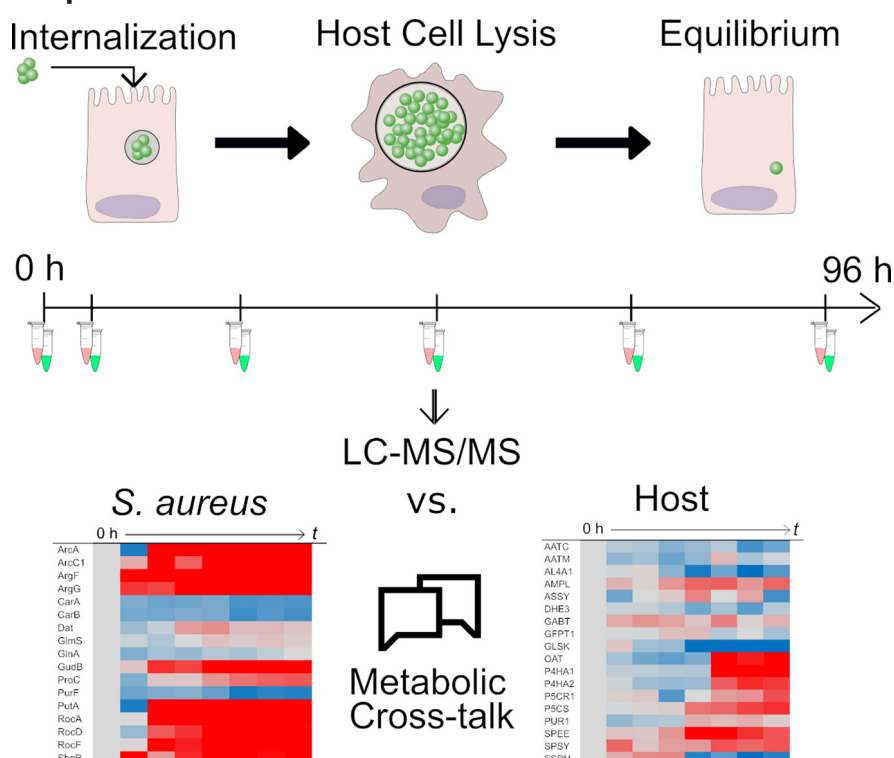 Internalization
Host Cell Lysis
Equilibrium
0 h
96 h
LC-MS/MS
S. aureus
vs.
Host
0 h
t
0 h
t
ArcA
ArcC1
ArgF
ArgG
CarA
CarB
Dat
GlmS
GlnA
GudB
ProC
PurF
PutA
RocA
RocD
RocF
Metabolic
Cross-talk
AATC
AATM
AL4A1
AMPL
ASSY
DHE3
GABT
GFPT1
GLSK
OAT
P4HA1
P4HA2
P5CR1
P5CS
PUR1
SPEE
SPSY